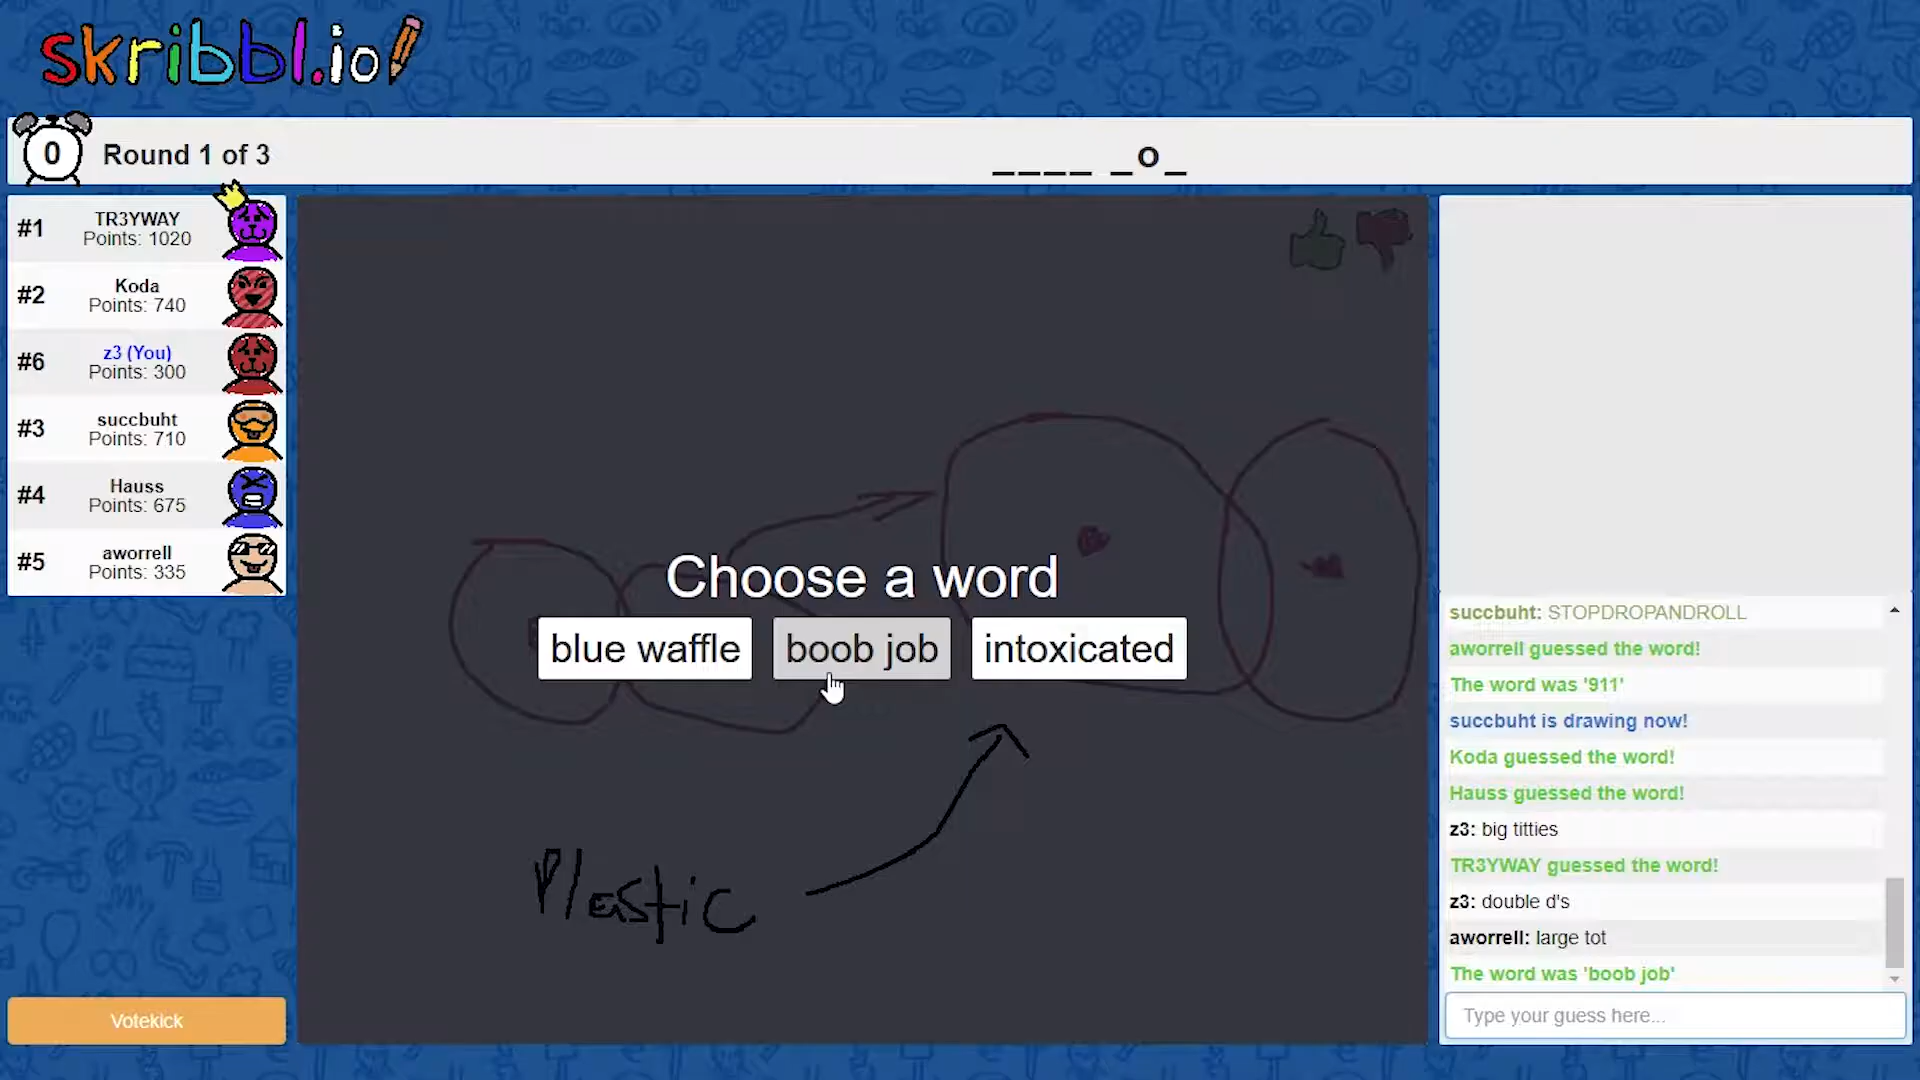 skribbl.io
0
Round 1 of 3
____ _o_
#1
TR3YWAY
Points: 1020
#2
Koda
Points: 740
#6
z3 (You)
Points: 300
#3
succbuht
Points: 710
#4
Hauss
Points: 675
#5
aworrell
Points: 335
Votekick
Choose a word
blue waffle
boob job
intoxicated
Plastic
succbuht: STOPDROPANDROLL
aworrell guessed the word!
The word was '911'
succbuht is drawing now!
Koda guessed the word!
Hauss guessed the word!
z3: big titties
TR3YWAY guessed the word!
z3: double d's
aworrell: large tot
The word was 'boob job'
Type your guess here...